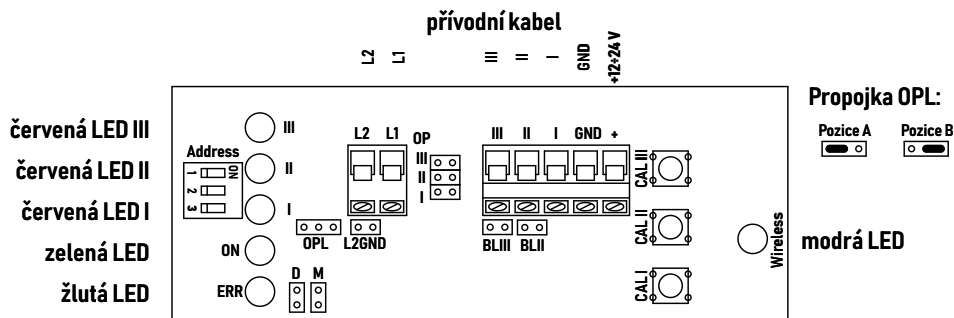 přívodní kabel
L2 L1 III II I GND +12÷24 V
Propojka OPL:
Pozice A Pozice B
červená LED III
červená LED II
červená LED I
zelená LED
žlutá LED
Address
ON
1
2
3
III
II
I
ON
ERR
L2 L1
OP
III
II
I
OPL L2GND
D M
III II I GND +
BLIII BLII
CAL III
CAL II
CAL I
Wireless
modrá LED